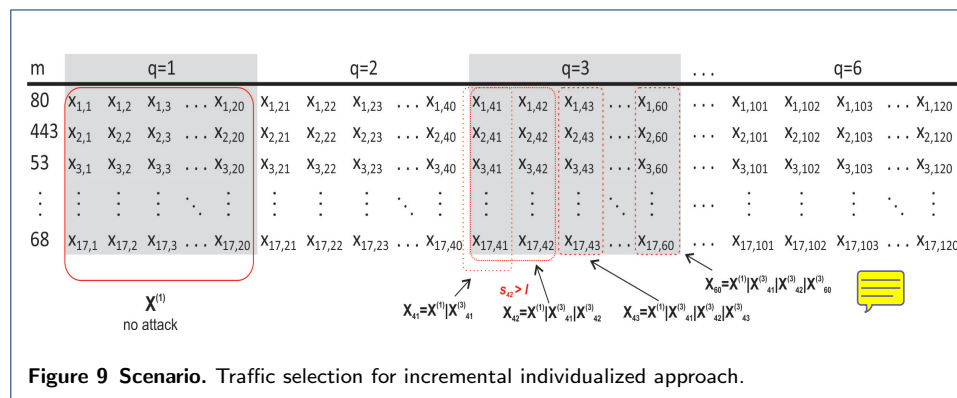 m q=1 q=2 q=3 ... q=6
80 x1,1 x1,2 x1,3 ... x1,20 x1,21 x1,22 x1,23 ... x1,40 x1,41 x1,42 x1,43 ... x1,60 ... x1,101 x1,102 x1,103 ... x1,120
443 x2,1 x2,2 x2,3 ... x2,20 x2,21 x2,22 x2,23 ... x2,40 x2,41 x2,42 x2,43 ... x2,60 ... x2,101 x2,102 x2,103 ... x2,120
53 x3,1 x3,2 x3,3 ... x3,20 x3,21 x3,22 x3,23 ... x3,40 x3,41 x3,42 x3,43 ... x3,60 ... x3,101 x3,102 x3,103 ... x3,120
⋮ ⋮ ⋮ ⋮ ⋱ ⋮ ⋮ ⋮ ⋮ ⋱ ⋮ ⋮ ⋮ ⋮ ⋱ ⋮ ... ⋮ ⋮ ⋮ ⋱ ⋮
68 x17,1 x17,2 x17,3 ... x17,20 x17,21 x17,22 x17,23 ... x17,40 x17,41 x17,42 x17,43 ... x17,60 ... x17,101 x17,102 x17,103 ... x17,120
X(1)
no attack
s42 > l
X41=X(1)|X(3)41
X42=X(1)|X(3)41|X(3)42
X43=X(1)|X(3)41|X(3)42|X(3)43
X60=X(1)|X(3)41|X(3)42|X(3)60
Figure 9 Scenario. Traffic selection for incremental individualized approach.